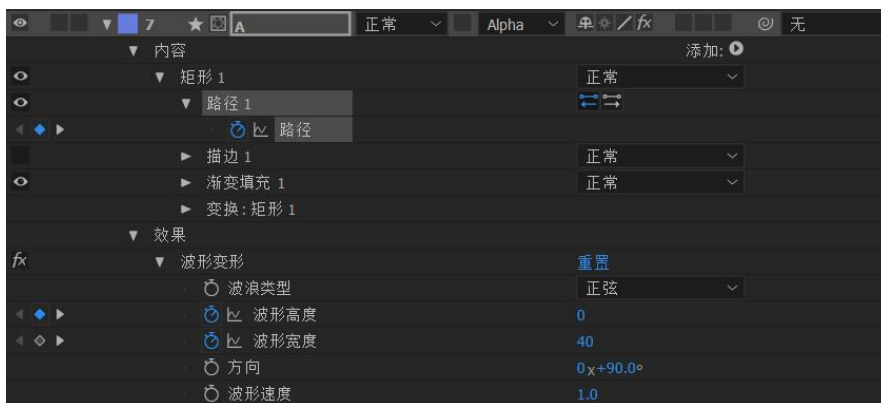 7 A 正常 Alpha fx 无
内容 添加:
矩形 1 正常
路径 1
路径
描边 1 正常
渐变填充 1 正常
变换:矩形 1
效果
fx 波形变形 重置
波浪类型 正弦
波形高度 0
波形宽度 40
方向 0x+90.0°
波形速度 1.0